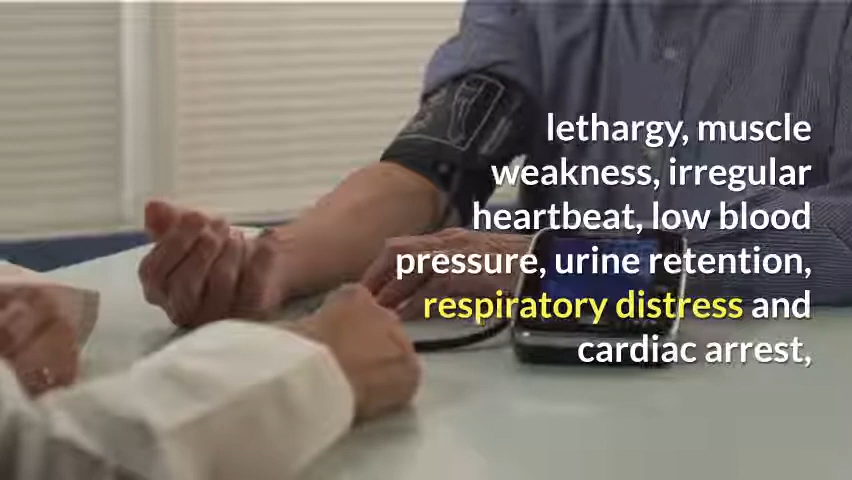 lethargy, muscle
weakness, irregular
heartbeat, low blood
pressure, urine retention,
respiratory distress and
cardiac arrest,